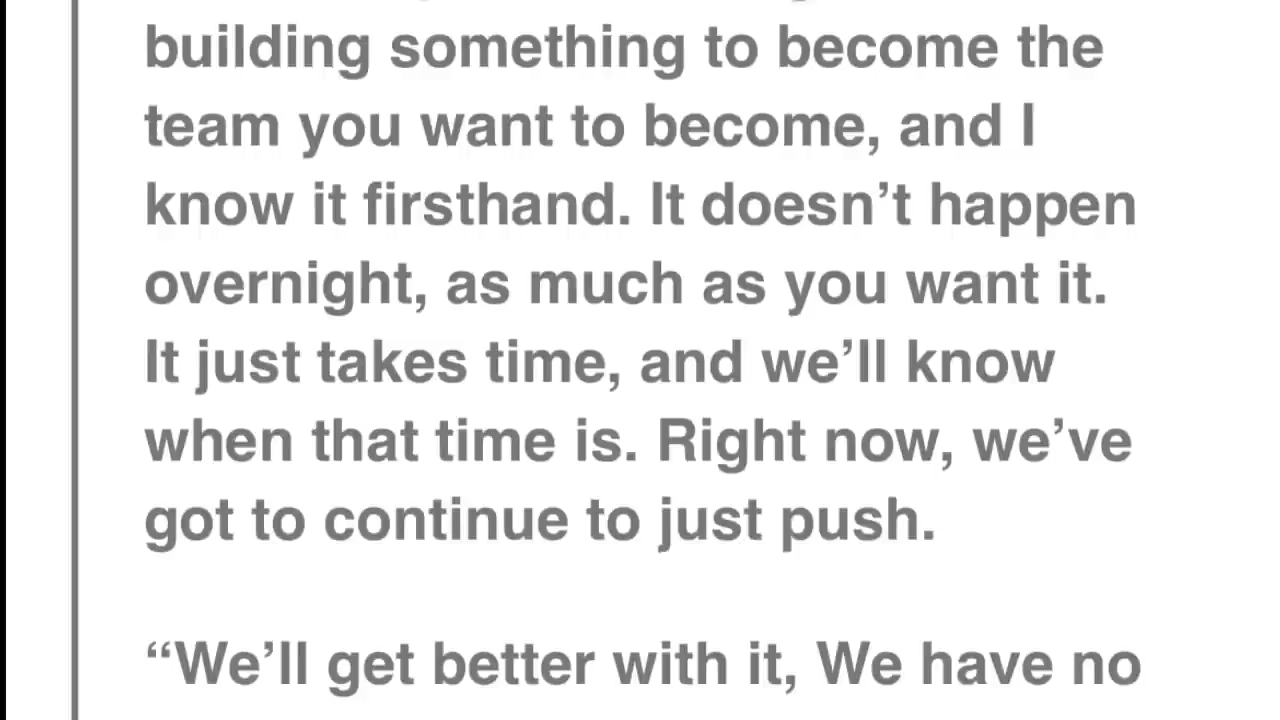 building something to become the
team you want to become, and I
know it firsthand. It doesn’t happen
overnight, as much as you want it.
It just takes time, and we’ll know
when that time is. Right now, we’ve
got to continue to just push.
“We’ll get better with it, We have no